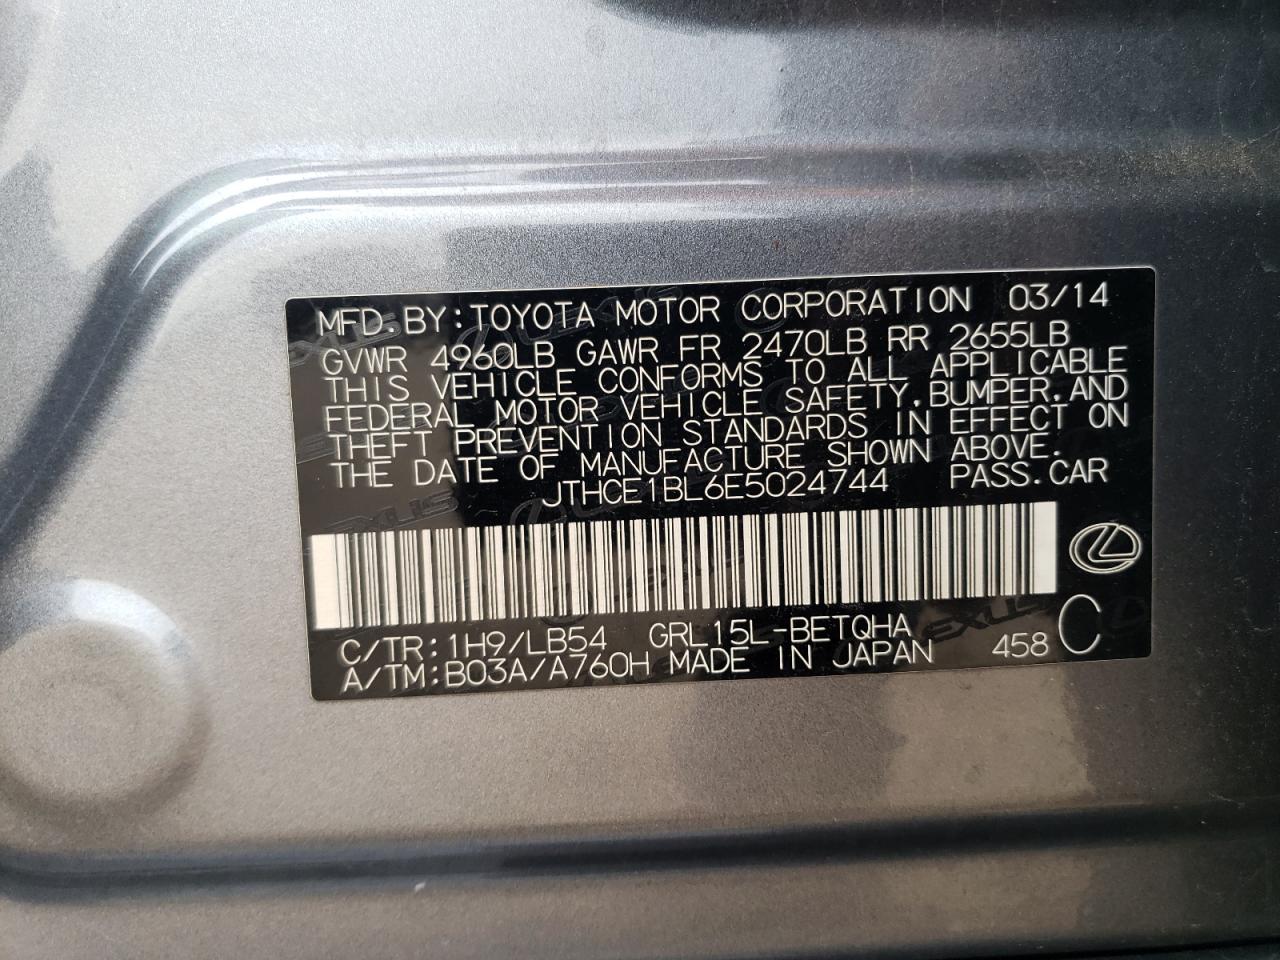 MFD.BY:TOYOTA MOTOR CORPORATION 03/14
GVWR 4960LB GAWR FR 2470LB RR 2655LB
THIS VEHICLE CONFORMS TO ALL APPLICABLE
FEDERAL MOTOR VEHICLE SAFETY,BUMPER,AND
THEFT PREVENTION STANDARDS IN EFFECT ON
THE DATE OF MANUFACTURE SHOWN ABOVE.
JTHCE1BL6E5024744 PASS.CAR
C/TR:1H9/LB54 GRL15L-BETQHA
A/TM:B03A/A760H MADE IN JAPAN 458 C